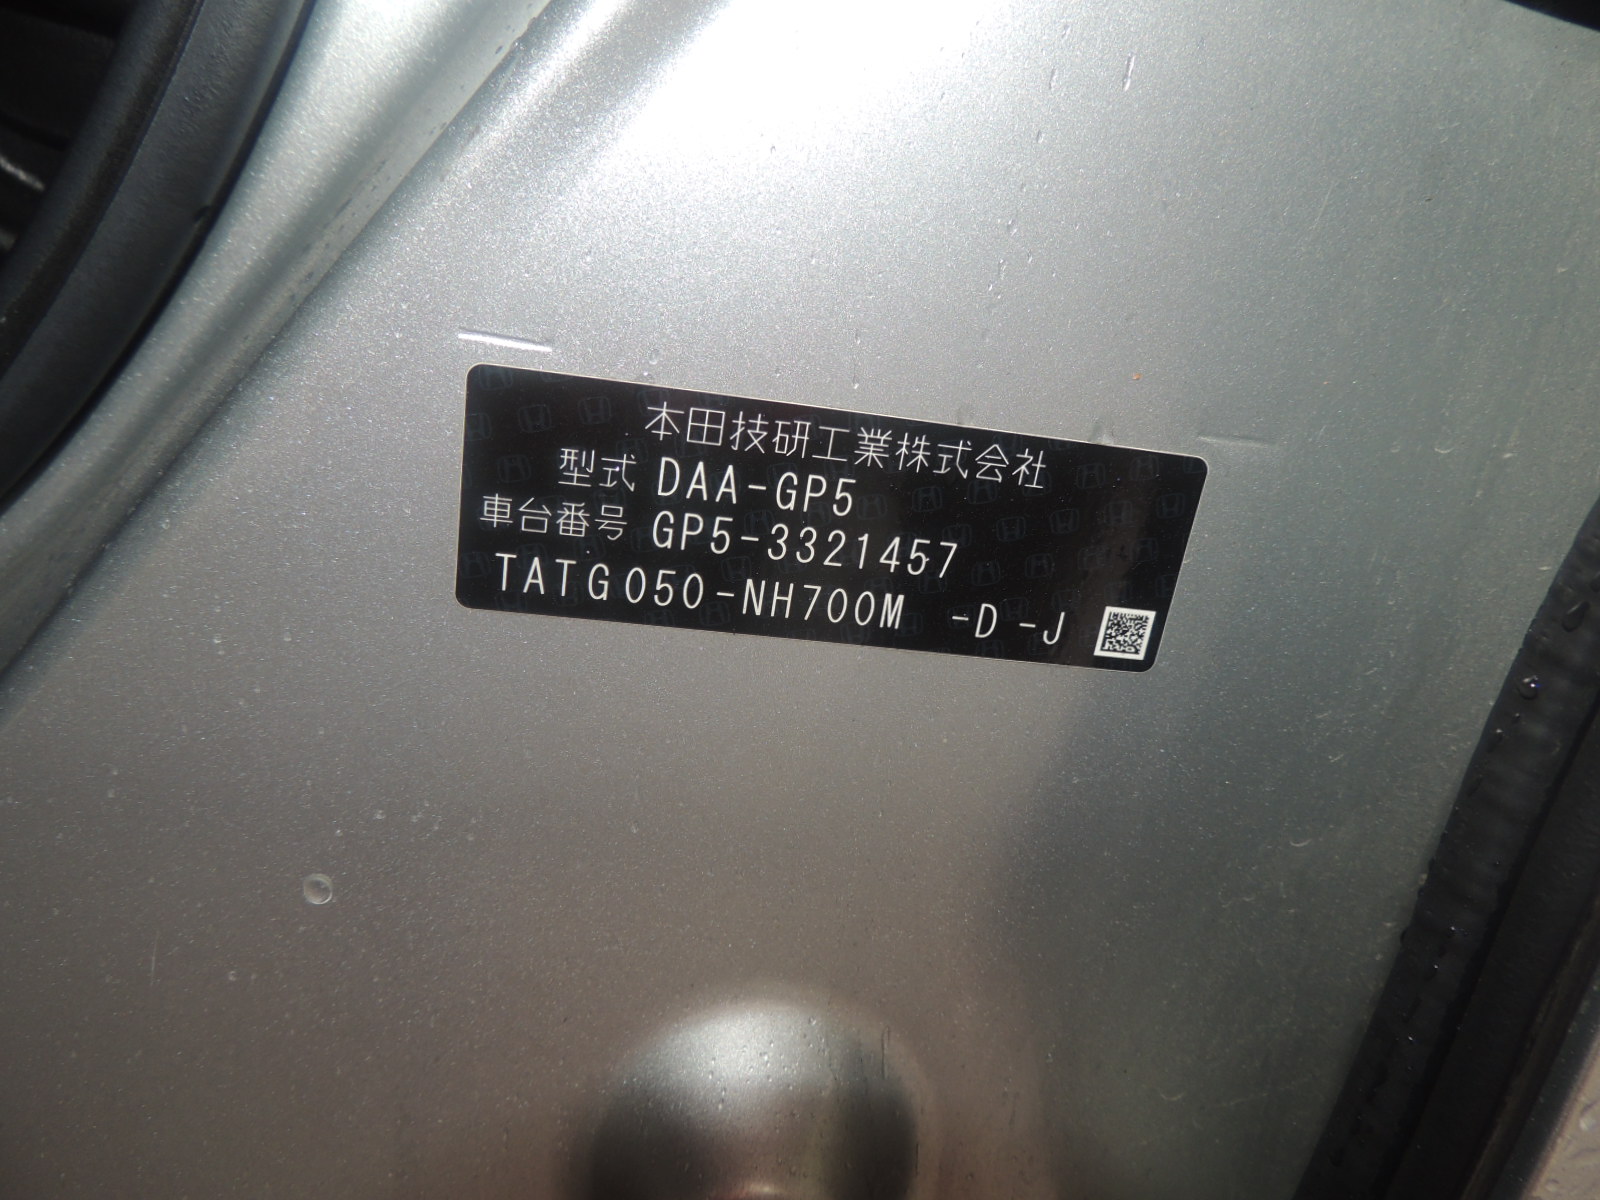 本田技研工業株式会社
型式 DAA-GP5
車台番号 GP5-3321457
TATG050-NH700M -D -J